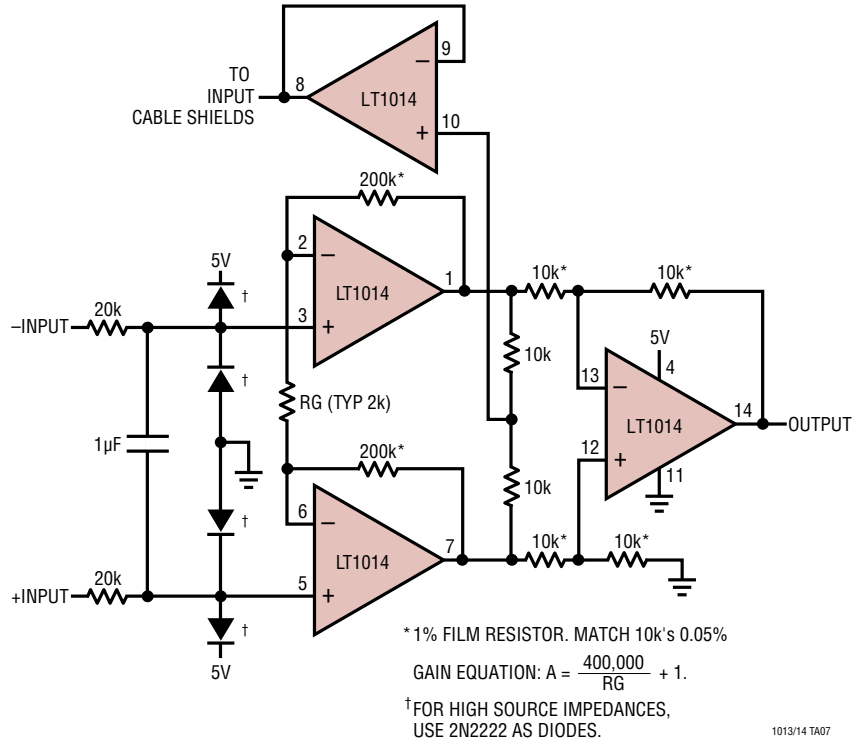 9
TO
INPUT
CABLE SHIELDS
8
−
LT1014
+
10
200k*
5V
†
2
−
LT1014
1
3
+
20k
–INPUT
10k*
10k*
†
10k
5V
4
13
−
RG (TYP 2k)
LT1014
14
OUTPUT
1µF
200k*
12
+
11
10k
†
6
−
7
LT1014
10k*
10k*
20k
+INPUT
5
+
†
5V
*1% FILM RESISTOR. MATCH 10k's 0.05%
GAIN EQUATION: A = 400,000
RG
+ 1.
†FOR HIGH SOURCE IMPEDANCES,
USE 2N2222 AS DIODES.
1013/14 TA07